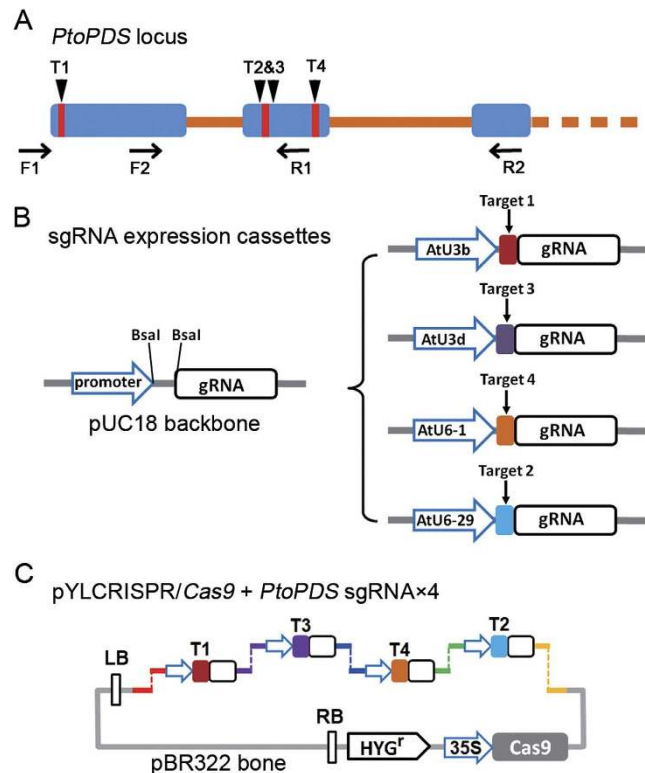 A
PtoPDS locus
T1
T2&3
T4
F1
F2
R1
R2
B
sgRNA expression cassettes
BsaI
BsaI
promoter
gRNA
pUC18 backbone
Target 1
AtU3b
gRNA
Target 3
AtU3d
gRNA
Target 4
AtU6-1
gRNA
Target 2
AtU6-29
gRNA
C
pYLCRISPR/Cas9 + PtoPDS sgRNA×4
LB
T1
T3
T4
T2
RB
pBR322 bone
HYGʳ
35S
Cas9